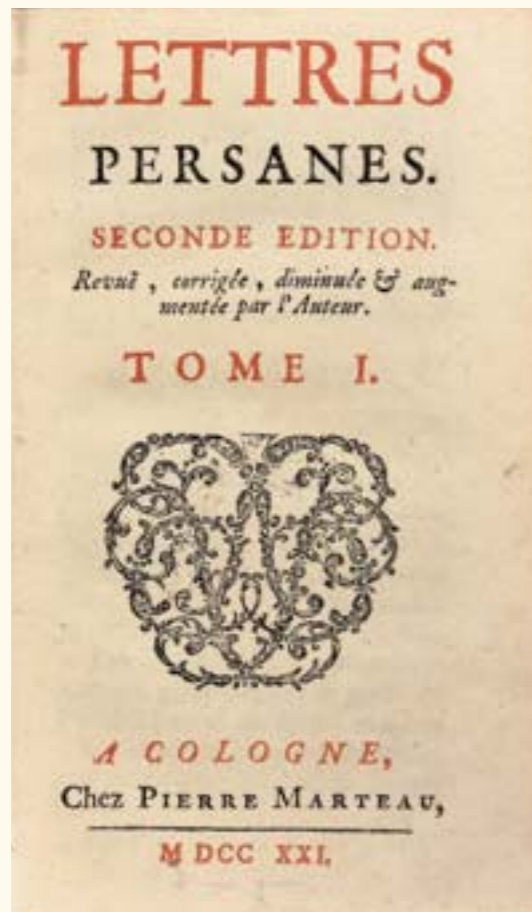 LETTRES
PERSANES.
SECONDE EDITION.
Revuë, corrigée, diminuée & aug-
mentée par l'Auteur.
TOME I.
A COLOGNE,
Chez PIERRE MARTEAU,
M DCC XXI.